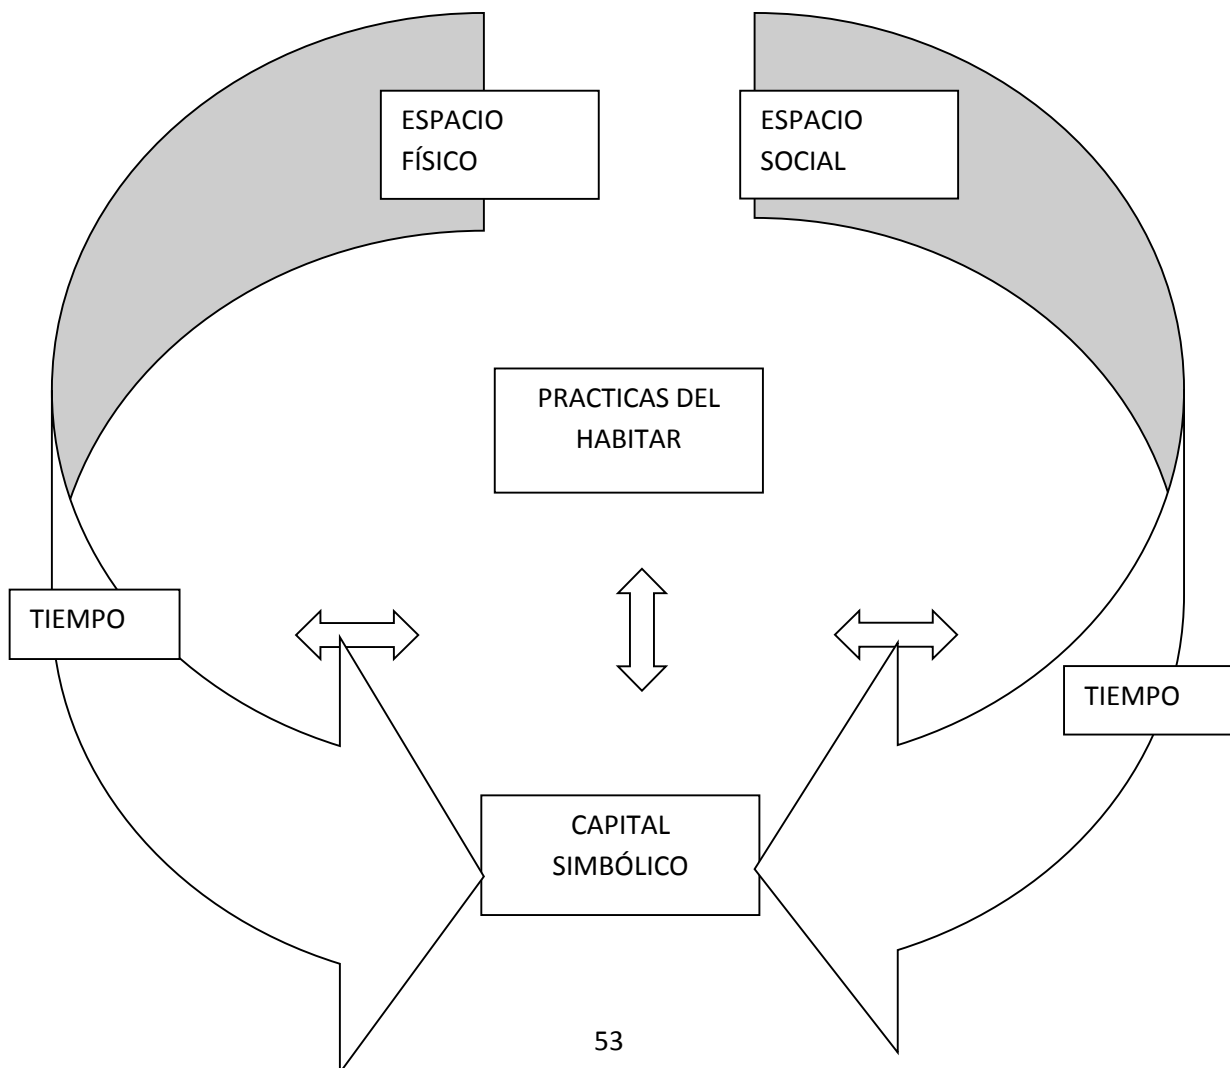 ESPACIO
FÍSICO
ESPACIO
SOCIAL
PRACTICAS DEL
HABITAR
TIEMPO
TIEMPO
CAPITAL
SIMBÓLICO
53